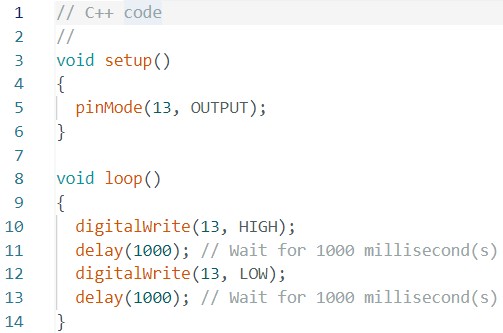 1 // C++ code
2 //
3 void setup()
4 {
5 pinMode(13, OUTPUT);
6 }
7
8 void loop()
9 {
10 digitalWrite(13, HIGH);
11 delay(1000); // Wait for 1000 millisecond(s)
12 digitalWrite(13, LOW);
13 delay(1000); // Wait for 1000 millisecond(s)
14 }